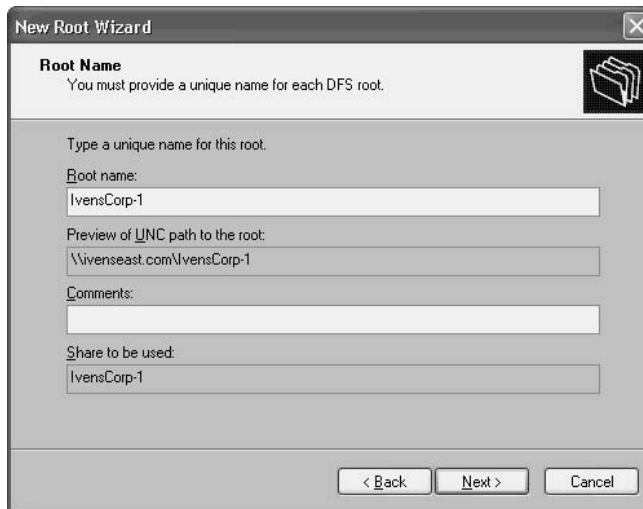 New Root Wizard
Root Name
You must provide a unique name for each DFS root.
Type a unique name for this root.
Root name:
IvensCorp-1
Preview of UNC path to the root:
\\ivenseast.com\IvensCorp-1
Comments:
Share to be used:
IvensCorp-1
< Back Next > Cancel